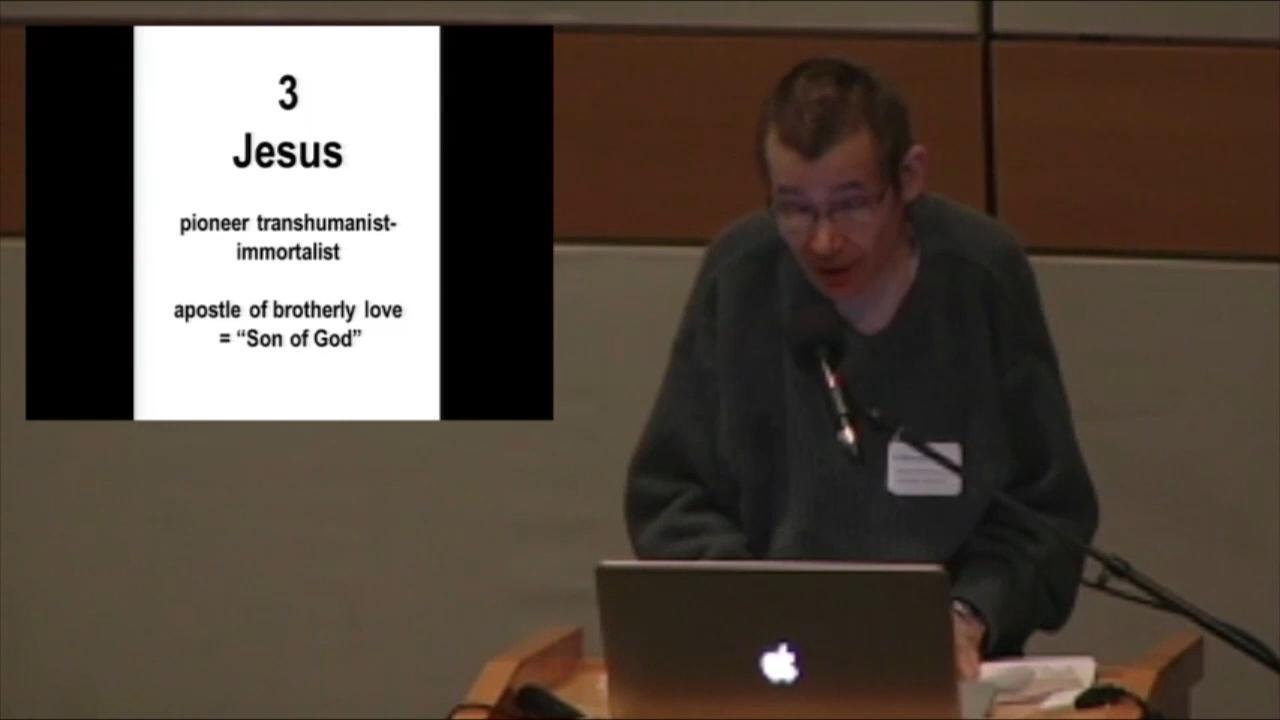 3
Jesus
pioneer transhumanist-
immortalist
apostle of brotherly love
= “Son of God”